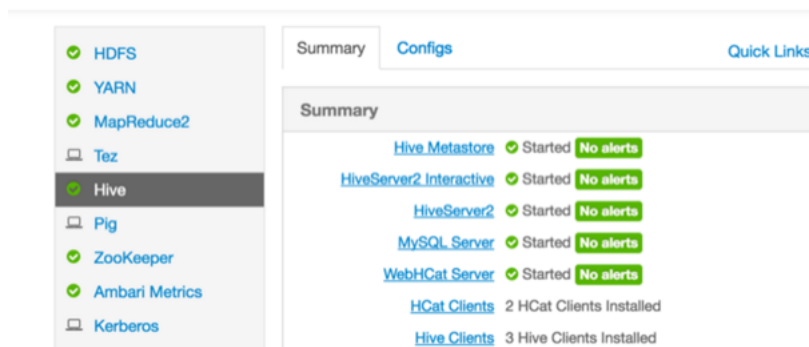 HDFS
YARN
MapReduce2
Tez
Hive
Pig
ZooKeeper
Ambari Metrics
Kerberos
Summary Configs Quick Links
Summary
Hive Metastore Started No alerts
HiveServer2 Interactive Started No alerts
HiveServer2 Started No alerts
MySQL Server Started No alerts
WebHCat Server Started No alerts
HCat Clients 2 HCat Clients Installed
Hive Clients 3 Hive Clients Installed